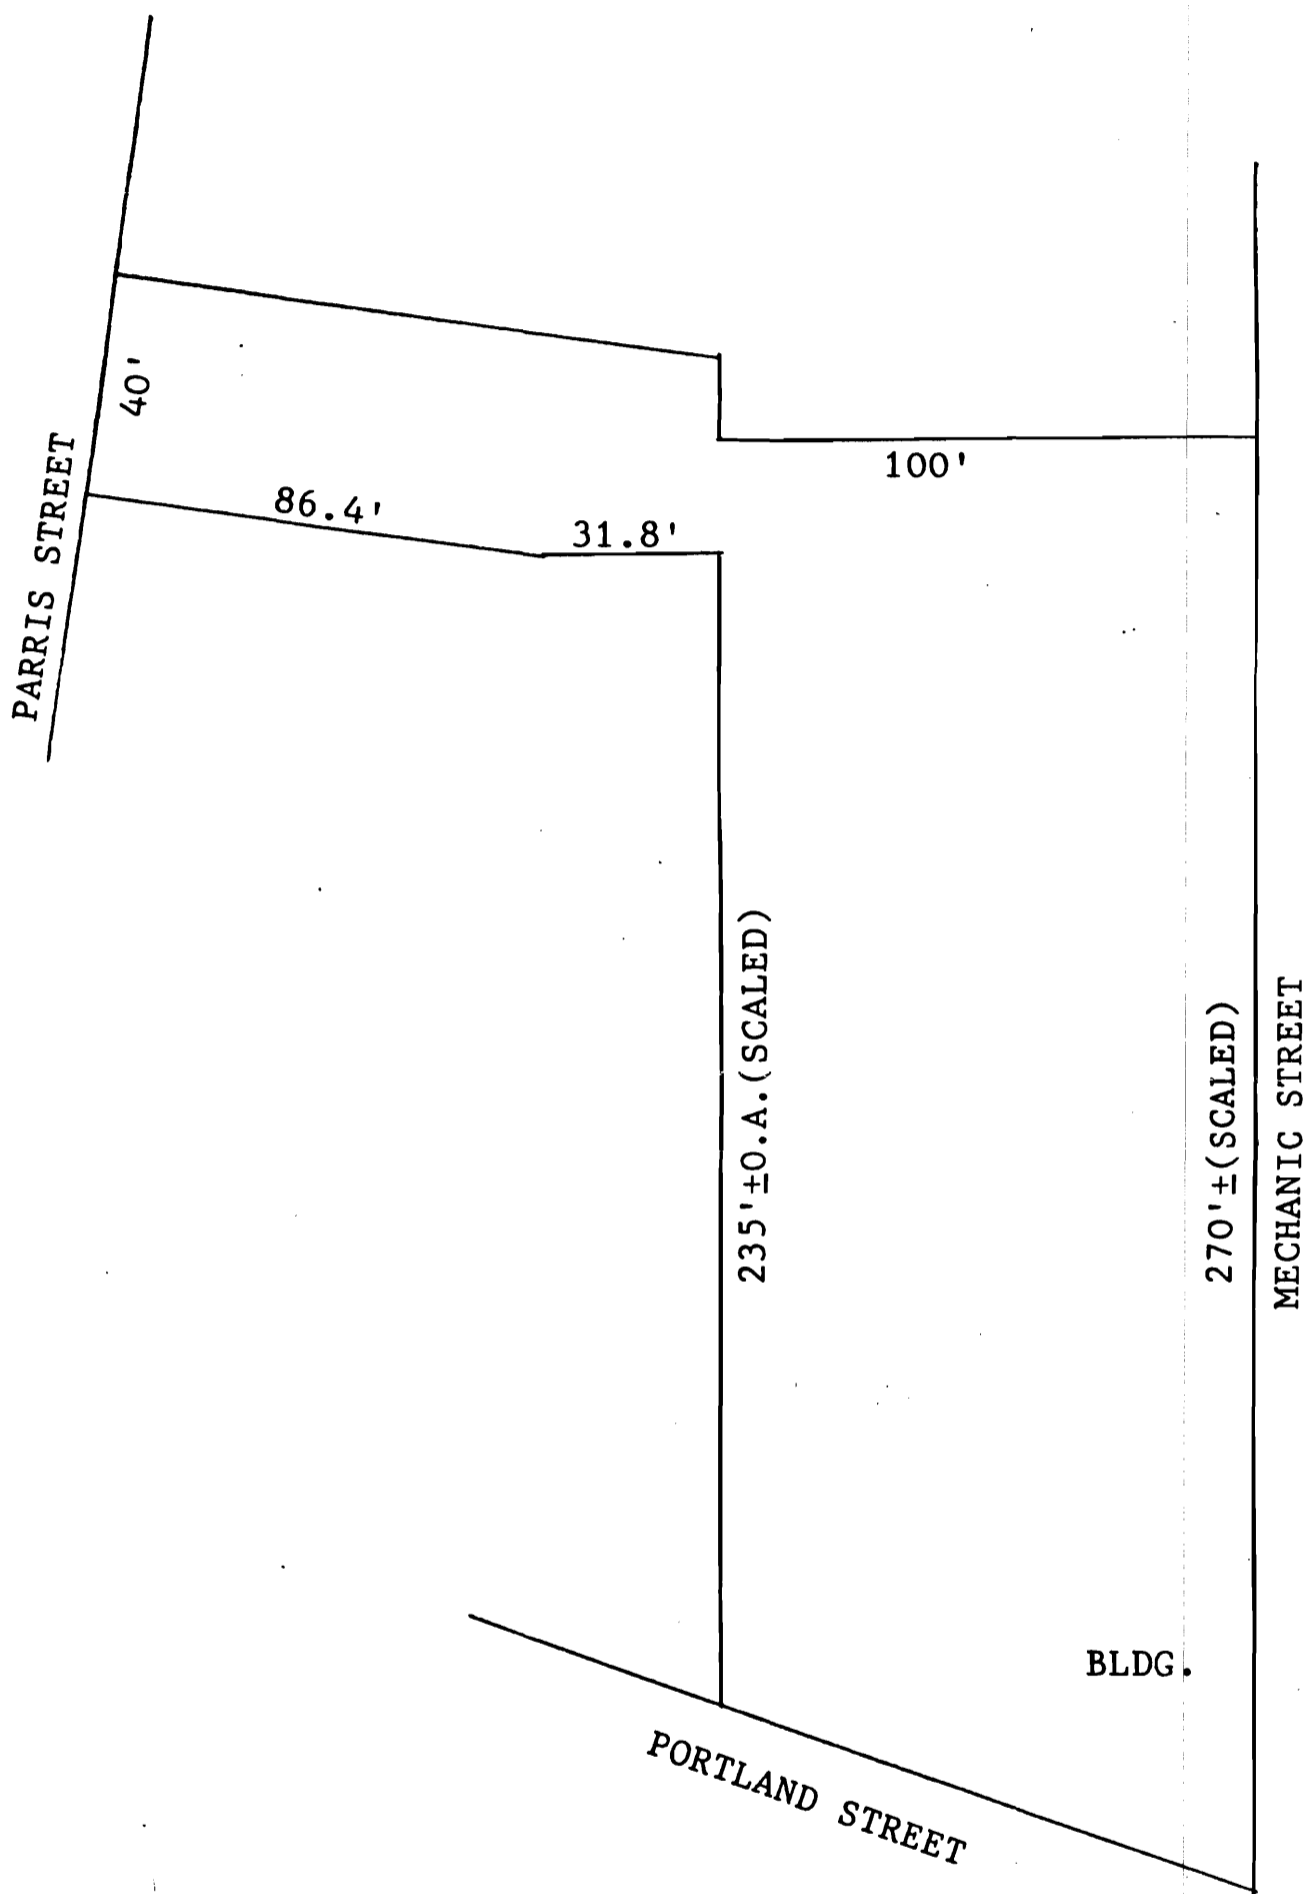 40'
PARRIS STREET
100'
86.4'
31.8'
235'±O.A.(SCALED)
270'±(SCALED)
MECHANIC STREET
BLDG.
PORTLAND STREET